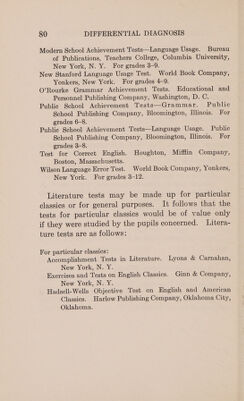 80 DIFFERENTIAL DIAGNOSIS
Modern School Achievement Tests—Language Usage. Bureau
of Publications, Teachers College, Columbia University,
New York, N. Y. For grades 3-9.
New Stanford Language Usage Test. World Book Company,
Yonkers, New York. For grades 4-9.
O'Rourke Grammar Achievement Tests. Educational and
Personnel Publishing Company, Washington, D. C.
Public School Achievement Tests—Grammar. Public
School Publishing Company, Bloomington, Illinois. For
grades 6-8.
Public School Achievement Tests—Language Usage. Public
School Publishing Company, Bloomington, Illinois. For
grades 3-8.
Test for Correct English. Houghton, Mifflin Company,
Boston, Massachusetts.
Wilson Language Error Test. World Book Company, Yonkers,
New York. For grades 3-12.
Literature tests may be made up for particular
classics or for general purposes. It follows that the
tests for particular classics would be of value only
if they were studied by the pupils concerned. Litera-
ture tests are as follows:
For particular classics:
Accomplishment Tests in Literature. Lyons & Carnahan,
New York, N. Y.
Exercises and Tests on English Classics. Ginn & Company,
New York, N. Y.
Hadsell-Wells Objective Test on English and American
Classics. Harlow Publishing Company, Oklahoma City,
Oklahoma.